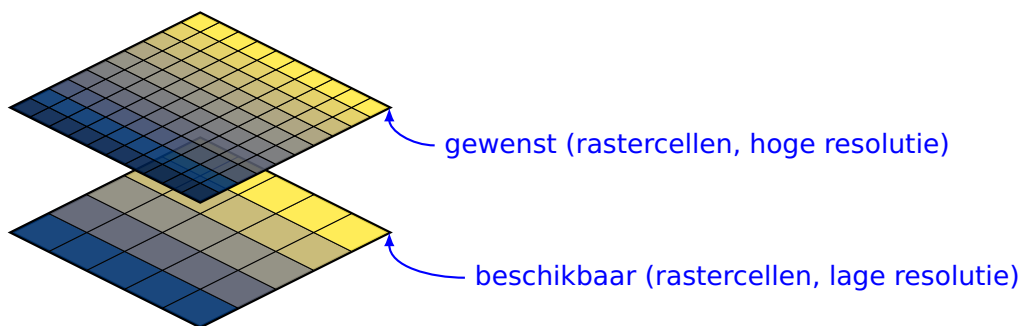 gewenst (rastercellen, hoge resolutie)
beschikbaar (rastercellen, lage resolutie)